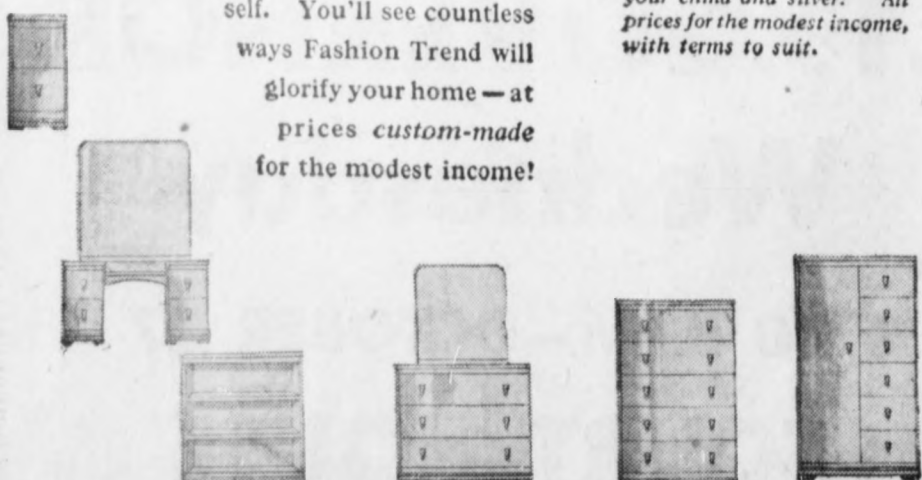 self. You'll see countless
ways Fashion Trend will
glorify your home — at
prices custom-made
for the modest income!
prices for the modest income,
with terms to suit.